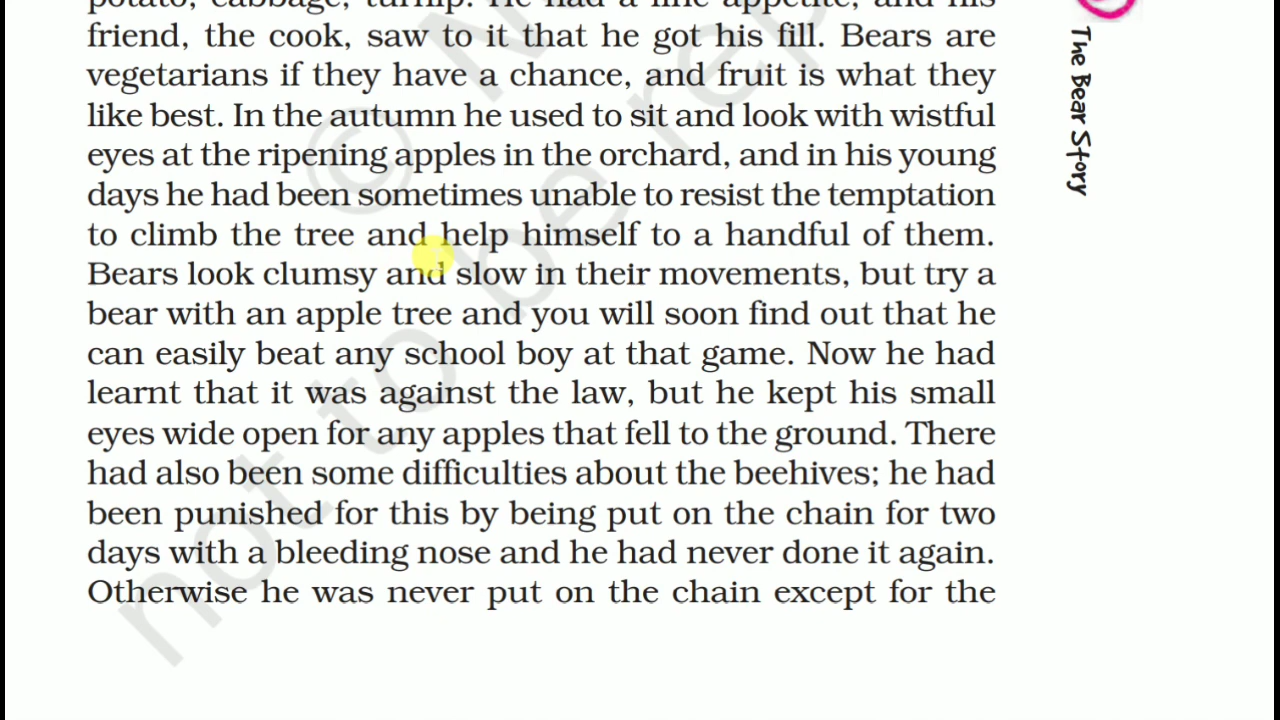 potato, cabbage, turnip. He had a fine appetite, and his
friend, the cook, saw to it that he got his fill. Bears are
vegetarians if they have a chance, and fruit is what they
like best. In the autumn he used to sit and look with wistful
eyes at the ripening apples in the orchard, and in his young
days he had been sometimes unable to resist the temptation
to climb the tree and help himself to a handful of them.
Bears look clumsy and slow in their movements, but try a
bear with an apple tree and you will soon find out that he
can easily beat any school boy at that game. Now he had
learnt that it was against the law, but he kept his small
eyes wide open for any apples that fell to the ground. There
had also been some difficulties about the beehives; he had
been punished for this by being put on the chain for two
days with a bleeding nose and he had never done it again.
Otherwise he was never put on the chain except for the
The Bear Story
© N
not to be rep